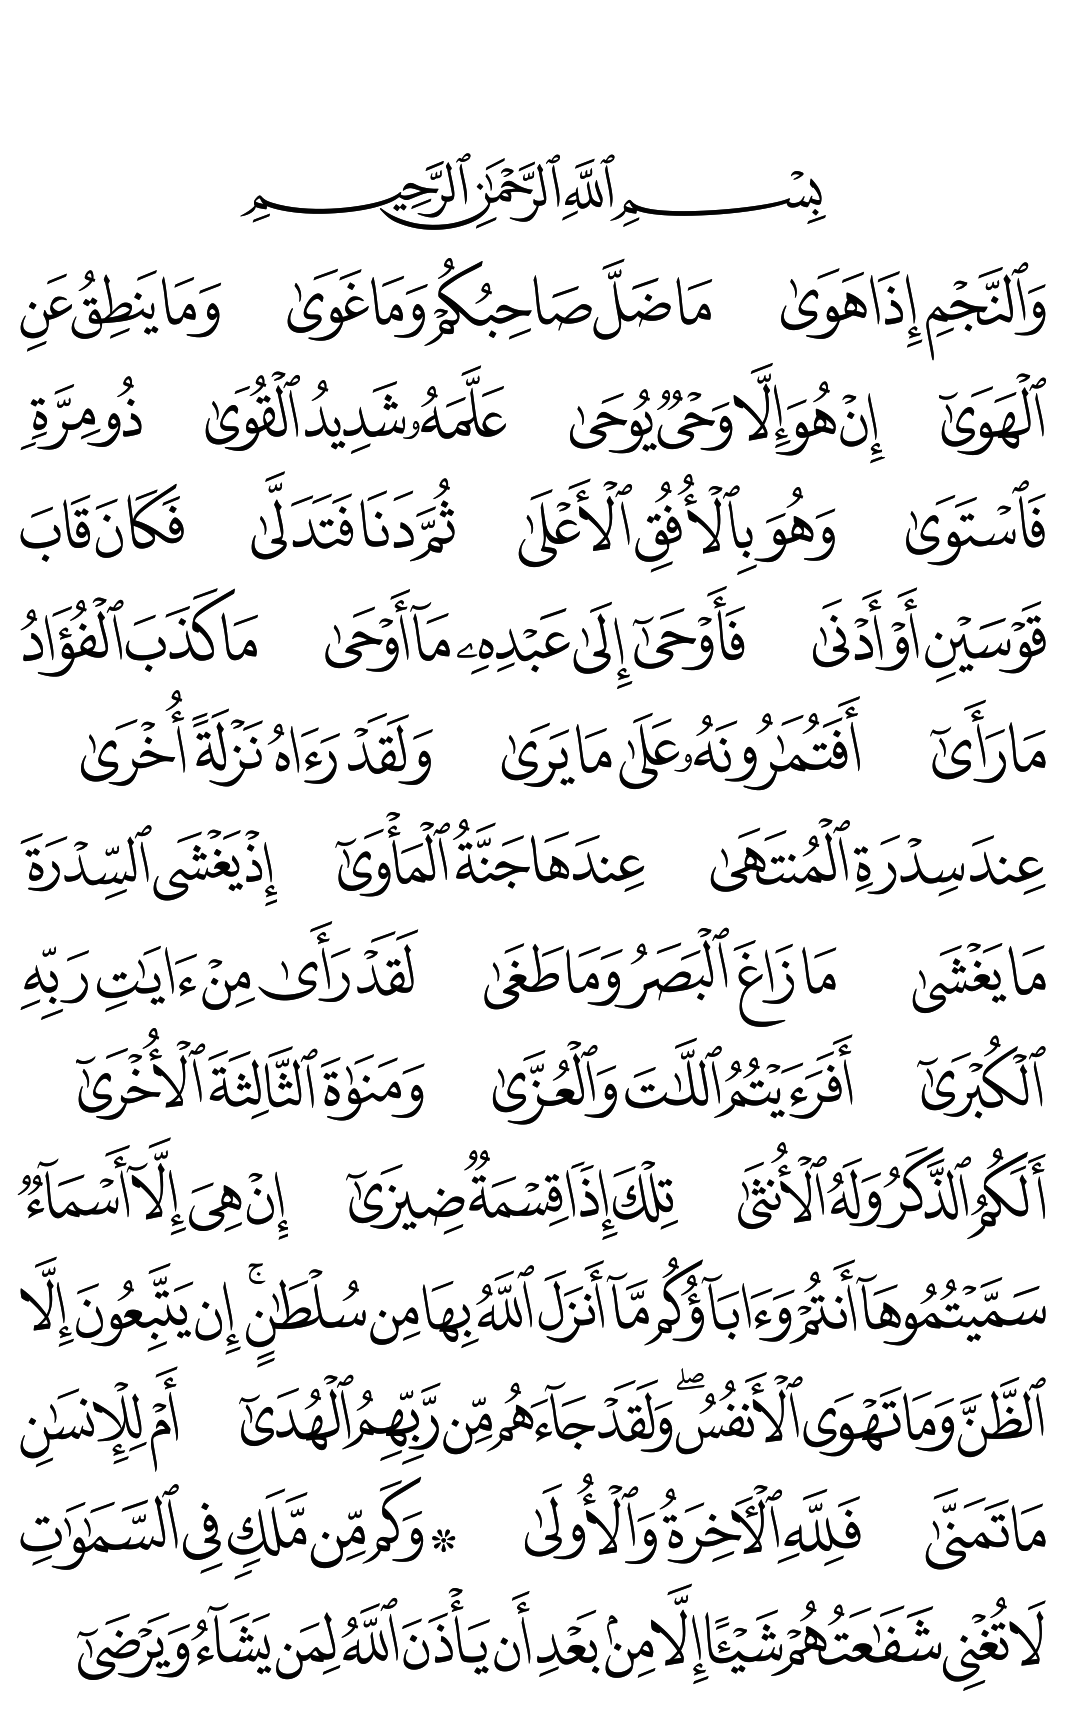 بِسْمِ ٱللَّهِ ٱلرَّحْمَٰنِ ٱلرَّحِيمِ
وَٱلنَّجْمِ إِذَا هَوَىٰ مَا ضَلَّ صَاحِبُكُمْ وَمَا غَوَىٰ وَمَا يَنطِقُ عَنِ
ٱلْهَوَىٰٓ إِنْ هُوَ إِلَّا وَحْىٌ يُوحَىٰ عَلَّمَهُۥ شَدِيدُ ٱلْقُوَىٰ ذُو مِرَّةٍ
فَٱسْتَوَىٰ وَهُوَ بِٱلْأُفُقِ ٱلْأَعْلَىٰ ثُمَّ دَنَا فَتَدَلَّىٰ فَكَانَ قَابَ
قَوْسَيْنِ أَوْ أَدْنَىٰ فَأَوْحَىٰٓ إِلَىٰ عَبْدِهِۦ مَآ أَوْحَىٰ مَا كَذَبَ ٱلْفُؤَادُ
مَا رَأَىٰٓ أَفَتُمَٰرُونَهُۥ عَلَىٰ مَا يَرَىٰ وَلَقَدْ رَءَاهُ نَزْلَةً أُخْرَىٰ
عِندَ سِدْرَةِ ٱلْمُنتَهَىٰ عِندَهَا جَنَّةُ ٱلْمَأْوَىٰٓ إِذْ يَغْشَى ٱلسِّدْرَةَ
مَا يَغْشَىٰ مَا زَاغَ ٱلْبَصَرُ وَمَا طَغَىٰ لَقَدْ رَأَىٰ مِنْ ءَايَٰتِ رَبِّهِ
ٱلْكُبْرَىٰٓ أَفَرَءَيْتُمُ ٱللَّٰتَ وَٱلْعُزَّىٰ وَمَنَوٰةَ ٱلثَّالِثَةَ ٱلْأُخْرَىٰٓ
أَلَكُمُ ٱلذَّكَرُ وَلَهُ ٱلْأُنثَىٰ تِلْكَ إِذًا قِسْمَةٌ ضِيزَىٰٓ إِنْ هِىَ إِلَّآ أَسْمَآءٌ
سَمَّيْتُمُوهَآ أَنتُمْ وَءَابَآؤُكُم مَّآ أَنزَلَ ٱللَّهُ بِهَا مِن سُلْطَٰنٍ ۚ إِن يَتَّبِعُونَ إِلَّا
ٱلظَّنَّ وَمَا تَهْوَى ٱلْأَنفُسُ ۖ وَلَقَدْ جَآءَهُم مِّن رَّبِّهِمُ ٱلْهُدَىٰٓ أَمْ لِلْإِنسَٰنِ
مَا تَمَنَّىٰ فَلِلَّهِ ٱلْءَاخِرَةُ وَٱلْأُولَىٰ ۞ وَكَم مِّن مَّلَكٍ فِى ٱلسَّمَٰوَٰتِ
لَا تُغْنِى شَفَٰعَتُهُمْ شَيْـًٔا إِلَّا مِنۢ بَعْدِ أَن يَأْذَنَ ٱللَّهُ لِمَن يَشَآءُ وَيَرْضَىٰٓ